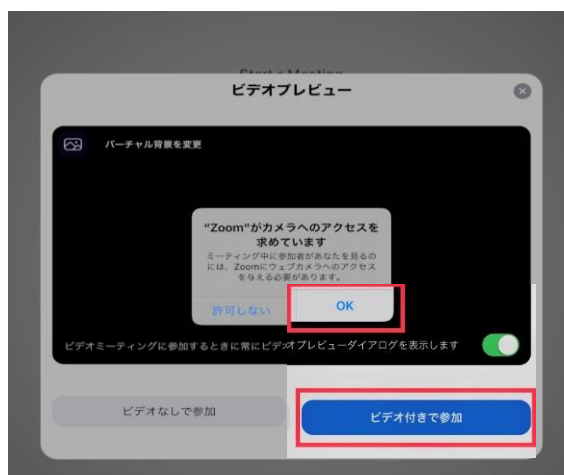 Start a Meeting
ビデオプレビュー
バーチャル背景を変更
"Zoom"がカメラへのアクセスを
求めています
ミーティング中に参加者があなたを見るの
には、Zoomにウェブカメラへのアクセス
を与える必要があります。
許可しない
OK
ビデオミーティングに参加するときに常にビデオプレビューダイアログを表示します
ビデオなしで参加
ビデオ付きで参加